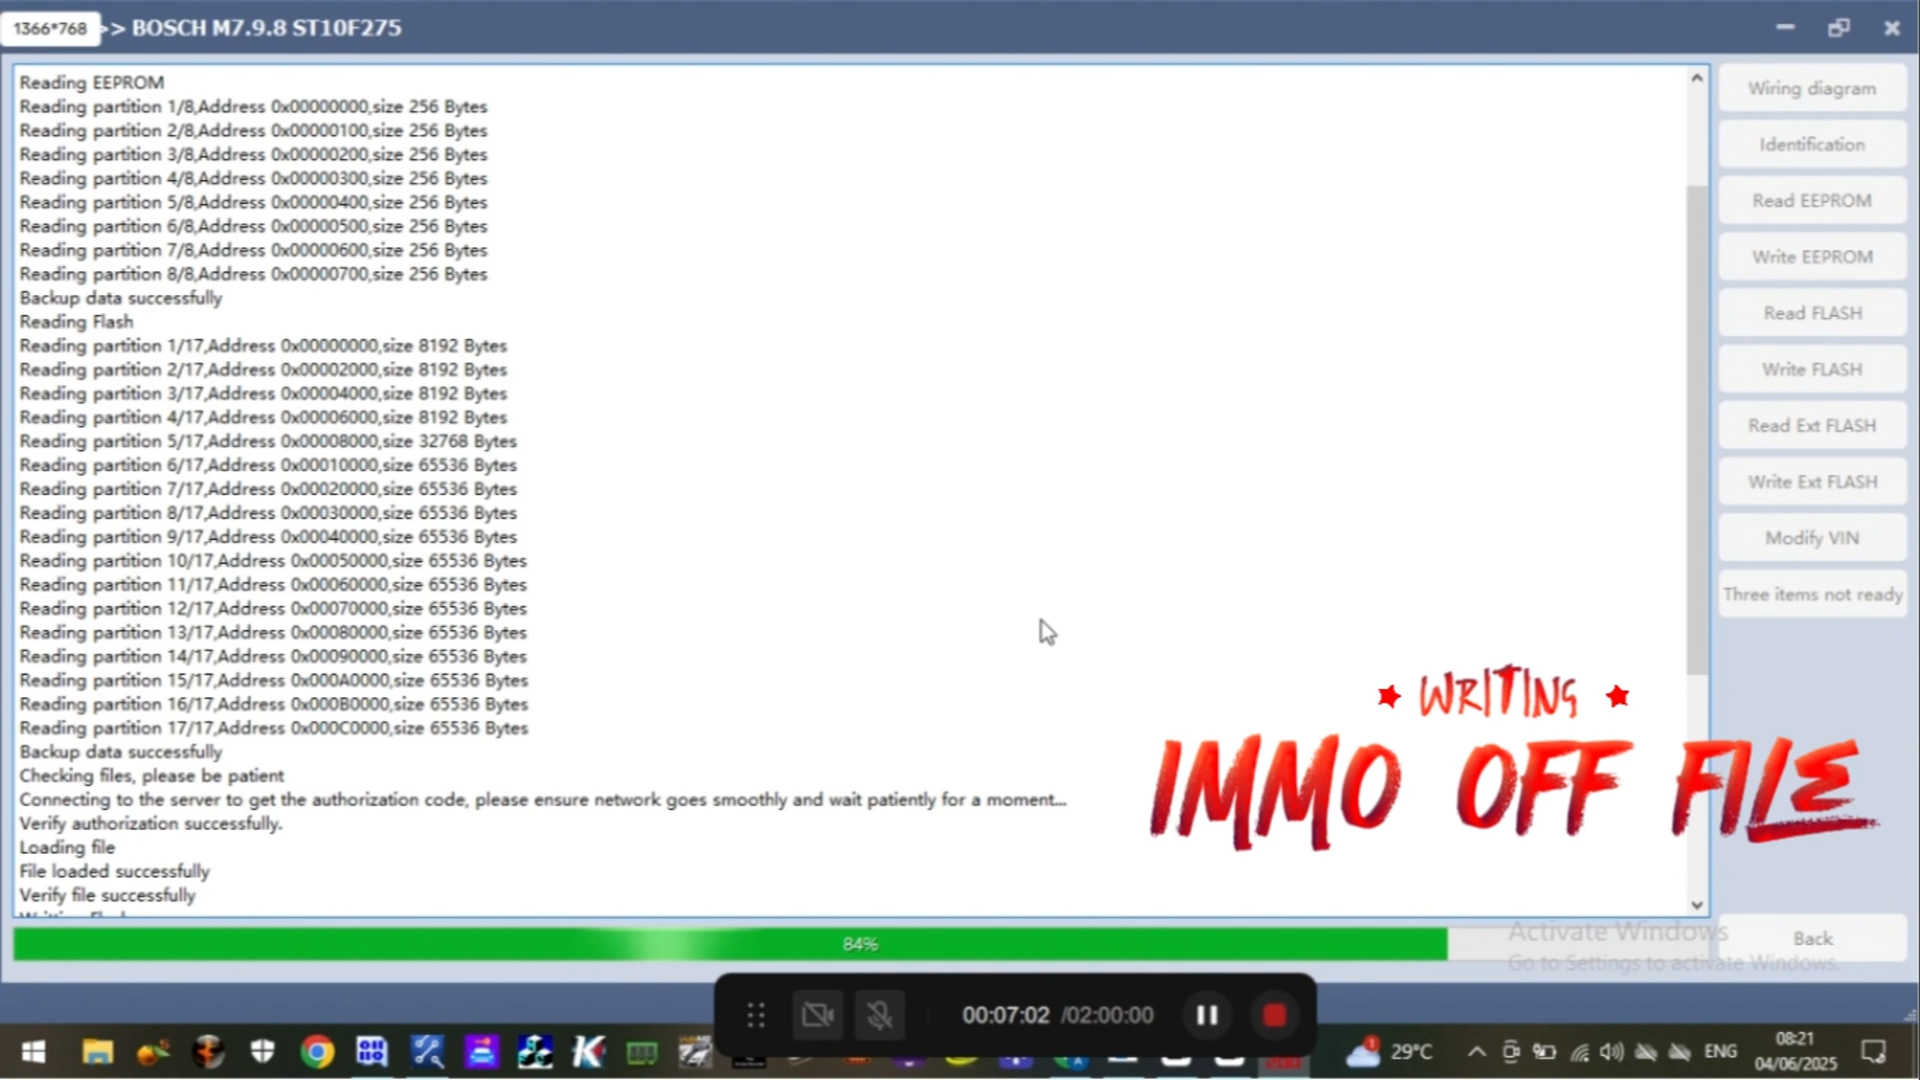 1366*768
>> BOSCH M7.9.8 ST10F275
Reading EEPROM
Reading partition 1/8,Address 0x00000000,size 256 Bytes
Reading partition 2/8,Address 0x00000100,size 256 Bytes
Reading partition 3/8,Address 0x00000200,size 256 Bytes
Reading partition 4/8,Address 0x00000300,size 256 Bytes
Reading partition 5/8,Address 0x00000400,size 256 Bytes
Reading partition 6/8,Address 0x00000500,size 256 Bytes
Reading partition 7/8,Address 0x00000600,size 256 Bytes
Reading partition 8/8,Address 0x00000700,size 256 Bytes
Backup data successfully
Reading Flash
Reading partition 1/17,Address 0x00000000,size 8192 Bytes
Reading partition 2/17,Address 0x00002000,size 8192 Bytes
Reading partition 3/17,Address 0x00004000,size 8192 Bytes
Reading partition 4/17,Address 0x00006000,size 8192 Bytes
Reading partition 5/17,Address 0x00008000,size 32768 Bytes
Reading partition 6/17,Address 0x00010000,size 65536 Bytes
Reading partition 7/17,Address 0x00020000,size 65536 Bytes
Reading partition 8/17,Address 0x00030000,size 65536 Bytes
Reading partition 9/17,Address 0x00040000,size 65536 Bytes
Reading partition 10/17,Address 0x00050000,size 65536 Bytes
Reading partition 11/17,Address 0x00060000,size 65536 Bytes
Reading partition 12/17,Address 0x00070000,size 65536 Bytes
Reading partition 13/17,Address 0x00080000,size 65536 Bytes
Reading partition 14/17,Address 0x00090000,size 65536 Bytes
Reading partition 15/17,Address 0x000A0000,size 65536 Bytes
Reading partition 16/17,Address 0x000B0000,size 65536 Bytes
Reading partition 17/17,Address 0x000C0000,size 65536 Bytes
Backup data successfully
Checking files, please be patient
Connecting to the server to get the authorization code, please ensure network goes smoothly and wait patiently for a moment...
Verify authorization successfully.
Loading file
File loaded successfully
Verify file successfully
84%
Wiring diagram
Identification
Read EEPROM
Write EEPROM
Read FLASH
Write FLASH
Read Ext FLASH
Write Ext FLASH
Modify VIN
Three items not ready
WRITING
IMMO OFF FILE
Activate Windows
Go to Settings to activate Windows.
Back
00:07:02 /02:00:00
29°C
ENG
08:21
04/06/2025